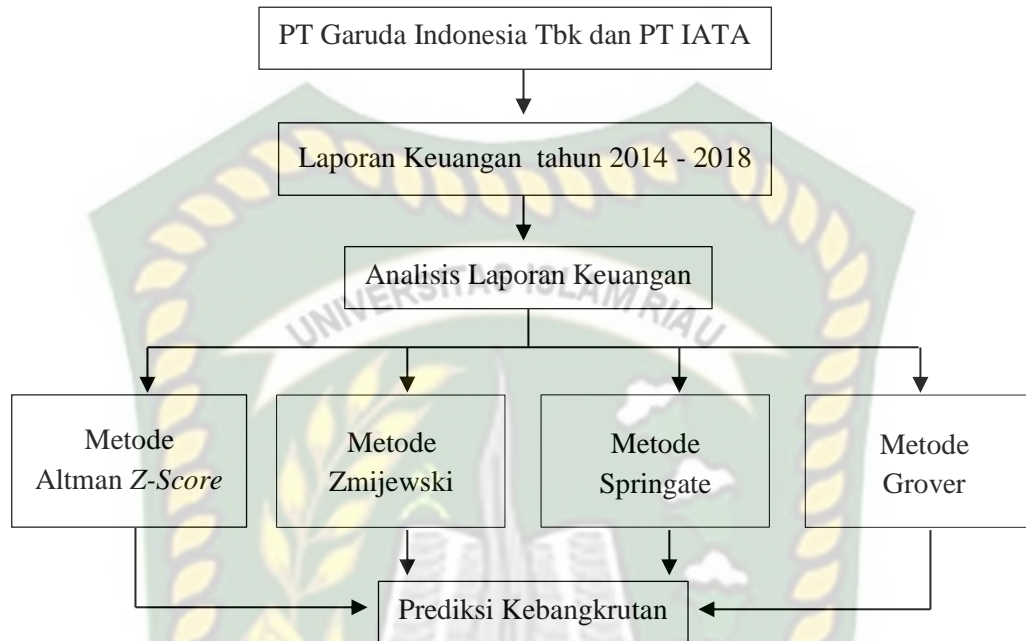 PT Garuda Indonesia Tbk dan PT IATA
Laporan Keuangan tahun 2014 - 2018
Analisis Laporan Keuangan
UNIVERSITAS ISLAM RIAU
Metode
Altman Z-Score
Metode
Zmijewski
Metode
Springate
Metode
Grover
Prediksi Kebangkrutan